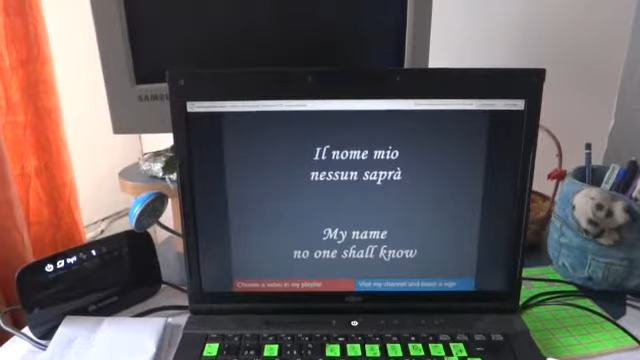 SAMSUNG
Il nome mio
nessun saprà
My name
no one shall know
Choose a video in my playlist
Visit my channel and leave a sign